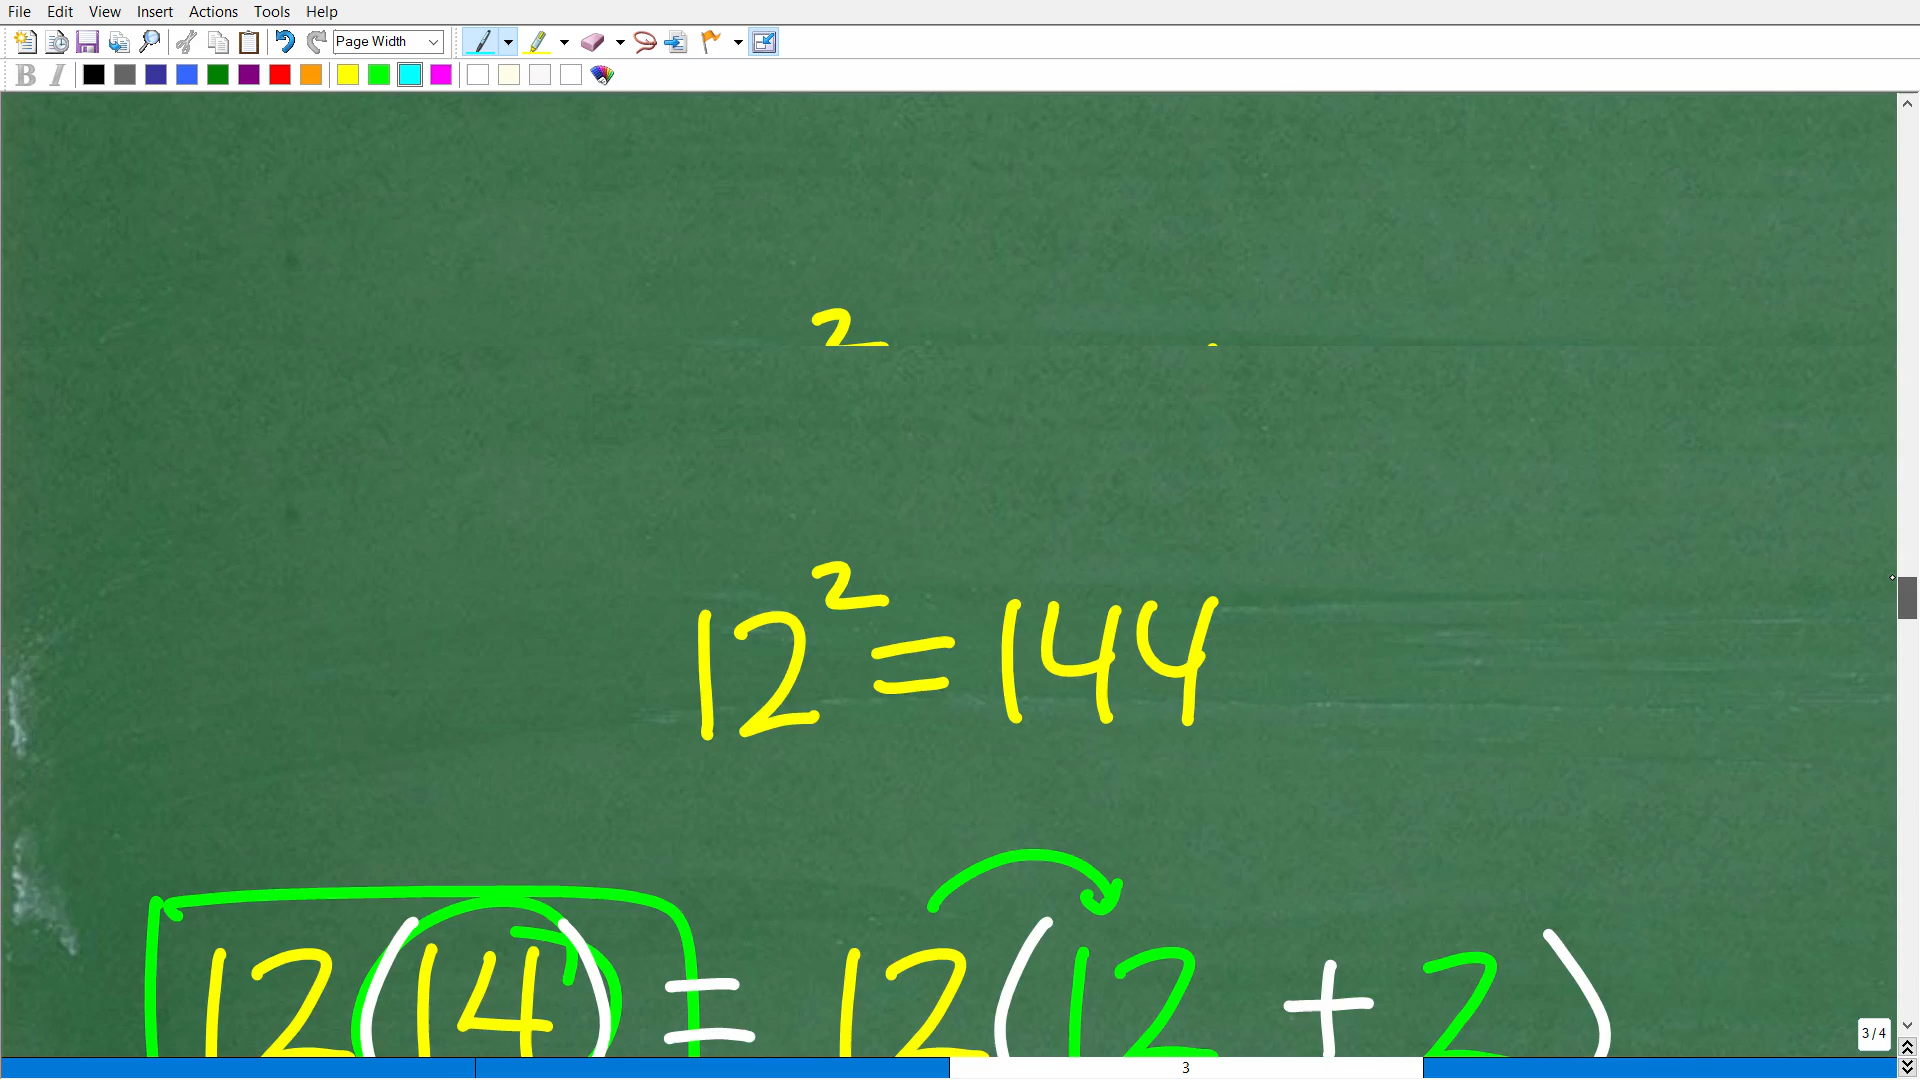 File Edit View Insert Actions Tools Help
Page Width
B I
2
12² = 144
12(14) = 12(12 + 2)
3 / 4
3